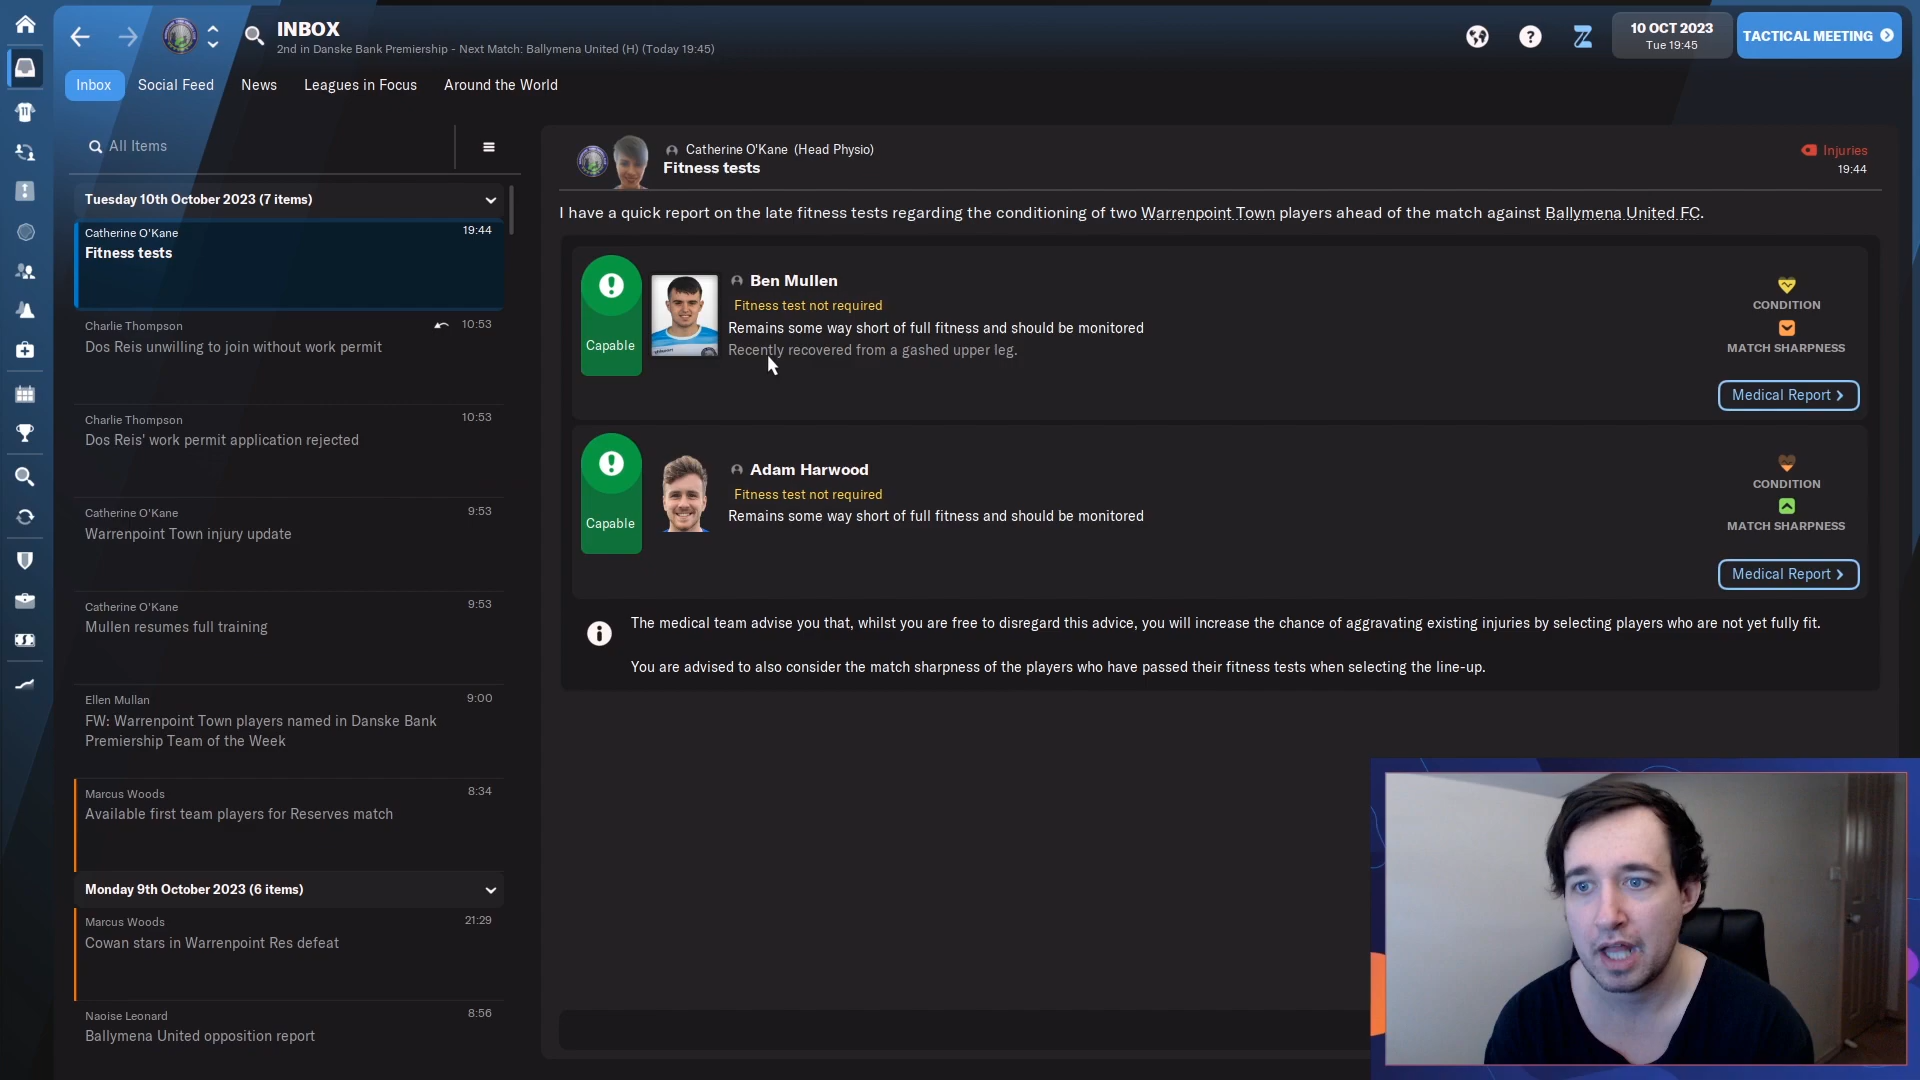 INBOX
2nd in Danske Bank Premiership - Next Match: Ballymena United (H) (Today 19:45)
10 OCT 2023
Tue 19:45
TACTICAL MEETING
Inbox
Social Feed
News
Leagues in Focus
Around the World
All Items
Tuesday 10th October 2023 (7 items)
Catherine O'Kane
19:44
Fitness tests
Charlie Thompson
10:53
Dos Reis unwilling to join without work permit
Charlie Thompson
10:53
Dos Reis' work permit application rejected
Catherine O'Kane
9:53
Warrenpoint Town injury update
Catherine O'Kane
9:53
Mullen resumes full training
Ellen Mullan
9:00
FW: Warrenpoint Town players named in Danske Bank
Premiership Team of the Week
Marcus Woods
8:34
Available first team players for Reserves match
Monday 9th October 2023 (6 items)
Marcus Woods
21:29
Cowan stars in Warrenpoint Res defeat
Naoise Leonard
8:56
Ballymena United opposition report
Catherine O'Kane (Head Physio)
Fitness tests
Injuries
19:44
I have a quick report on the late fitness tests regarding the conditioning of two Warrenpoint Town players ahead of the match against Ballymena United FC.
Capable
Ben Mullen
Fitness test not required
Remains some way short of full fitness and should be monitored
Recently recovered from a gashed upper leg.
CONDITION
MATCH SHARPNESS
Medical Report
Capable
Adam Harwood
Fitness test not required
Remains some way short of full fitness and should be monitored
CONDITION
MATCH SHARPNESS
Medical Report
The medical team advise you that, whilst you are free to disregard this advice, you will increase the chance of aggravating existing injuries by selecting players who are not yet fully fit.
You are advised to also consider the match sharpness of the players who have passed their fitness tests when selecting the line-up.